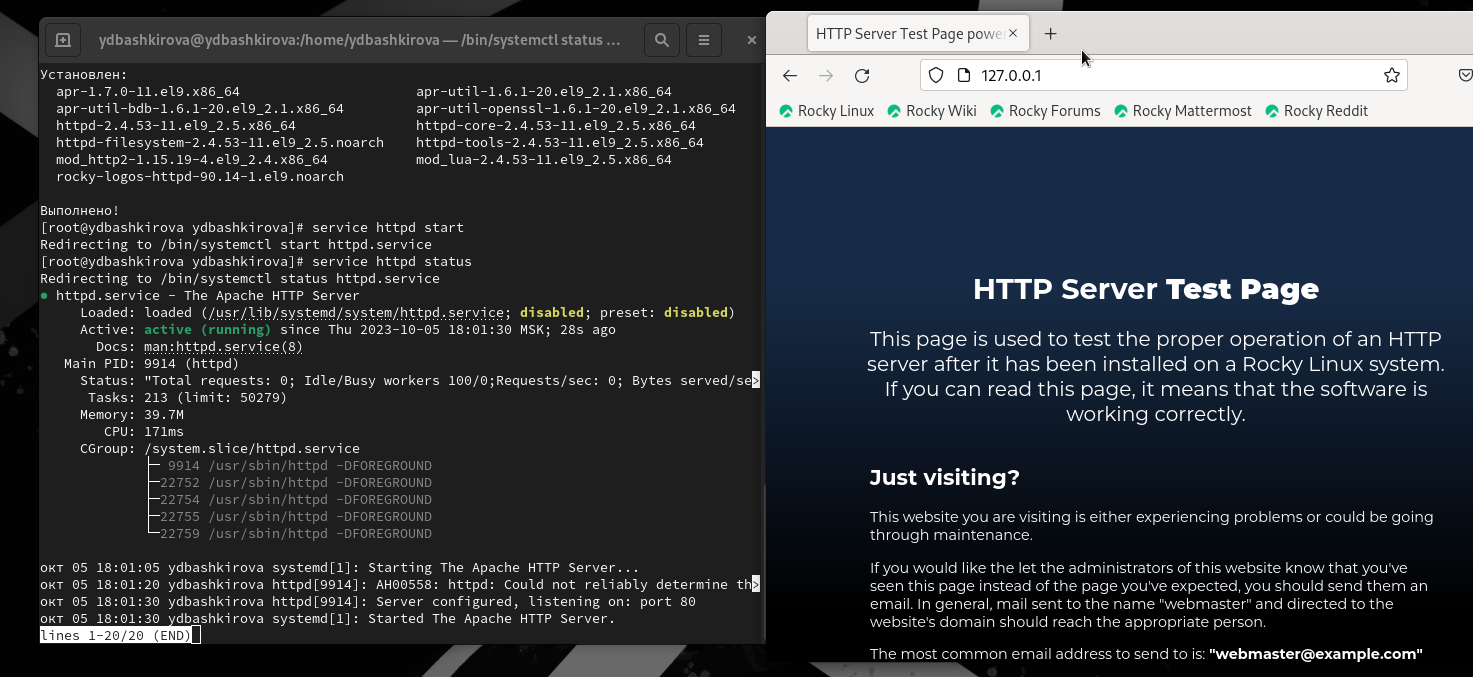 ydbashkirova@ydbashkirova:/home/ydbashkirova — /bin/systemctl status ...
Установлен:
apr-1.7.0-11.el9.x86_64 apr-util-1.6.1-20.el9_2.1.x86_64
apr-util-bdb-1.6.1-20.el9_2.1.x86_64 apr-util-openssl-1.6.1-20.el9_2.1.x86_64
httpd-2.4.53-11.el9_2.5.x86_64 httpd-core-2.4.53-11.el9_2.5.x86_64
httpd-filesystem-2.4.53-11.el9_2.5.noarch httpd-tools-2.4.53-11.el9_2.5.x86_64
mod_http2-1.15.19-4.el9_2.4.x86_64 mod_lua-2.4.53-11.el9_2.5.x86_64
rocky-logos-httpd-90.14-1.el9.noarch
Выполнено!
[root@ydbashkirova ydbashkirova]# service httpd start
Redirecting to /bin/systemctl start httpd.service
[root@ydbashkirova ydbashkirova]# service httpd status
Redirecting to /bin/systemctl status httpd.service
● httpd.service - The Apache HTTP Server
Loaded: loaded (/usr/lib/systemd/system/httpd.service; disabled; preset: disabled)
Active: active (running) since Thu 2023-10-05 18:01:30 MSK; 28s ago
Docs: man:httpd.service(8)
Main PID: 9914 (httpd)
Status: "Total requests: 0; Idle/Busy workers 100/0;Requests/sec: 0; Bytes served/se>
Tasks: 213 (limit: 50279)
Memory: 39.7M
CPU: 171ms
CGroup: /system.slice/httpd.service
├─ 9914 /usr/sbin/httpd -DFOREGROUND
├─22752 /usr/sbin/httpd -DFOREGROUND
├─22754 /usr/sbin/httpd -DFOREGROUND
├─22755 /usr/sbin/httpd -DFOREGROUND
└─22759 /usr/sbin/httpd -DFOREGROUND
окт 05 18:01:05 ydbashkirova systemd[1]: Starting The Apache HTTP Server...
окт 05 18:01:20 ydbashkirova httpd[9914]: AH00558: httpd: Could not reliably determine th>
окт 05 18:01:30 ydbashkirova httpd[9914]: Server configured, listening on: port 80
окт 05 18:01:30 ydbashkirova systemd[1]: Started The Apache HTTP Server.
lines 1-20/20 (END)
HTTP Server Test Page powe
127.0.0.1
Rocky Linux Rocky Wiki Rocky Forums Rocky Mattermost Rocky Reddit
HTTP Server Test Page
This page is used to test the proper operation of an HTTP
server after it has been installed on a Rocky Linux system.
If you can read this page, it means that the software is
working correctly.
Just visiting?
This website you are visiting is either experiencing problems or could be going
through maintenance.
If you would like the let the administrators of this website know that you've
seen this page instead of the page you've expected, you should send them an
email. In general, mail sent to the name "webmaster" and directed to the
website's domain should reach the appropriate person.
The most common email address to send to is: "webmaster@example.com"